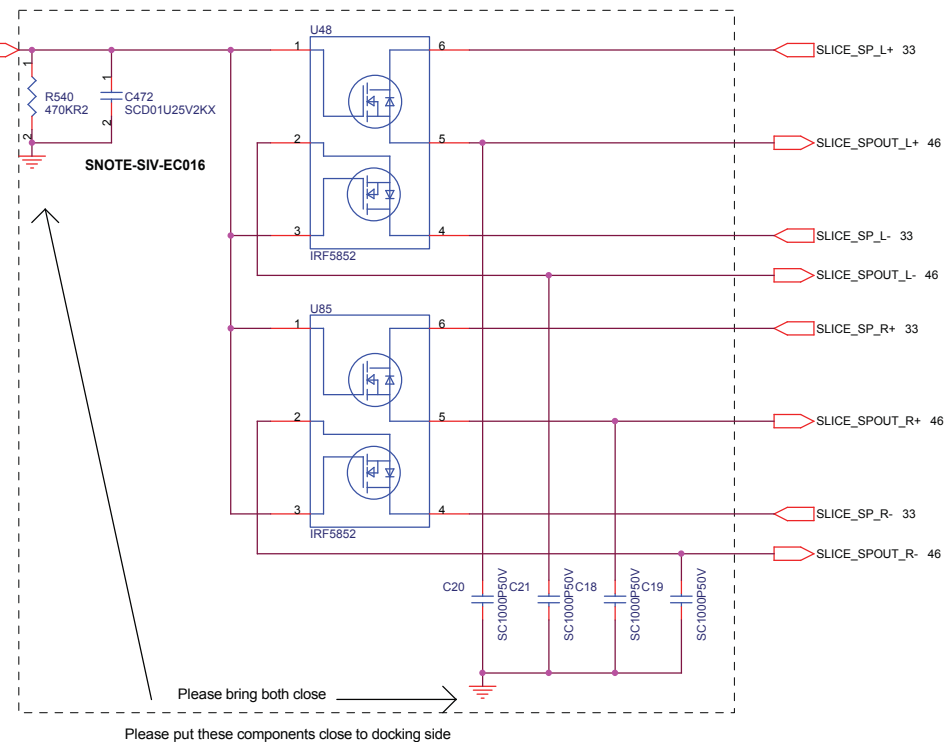 U48
1
6
SLICE_SP_L+ 33
1
R540
470KR2
2
1
C472
SCD01U25V2KX
2
SNOTE-SIV-EC016
2
5
SLICE_SPOUT_L+ 46
3
4
SLICE_SP_L- 33
IRF5852
SLICE_SPOUT_L- 46
U85
1
6
SLICE_SP_R+ 33
2
5
SLICE_SPOUT_R+ 46
3
4
SLICE_SP_R- 33
IRF5852
SLICE_SPOUT_R- 46
C20
SC1000P50V
C21
SC1000P50V
C18
SC1000P50V
C19
SC1000P50V
Please bring both close
Please put these components close to docking side